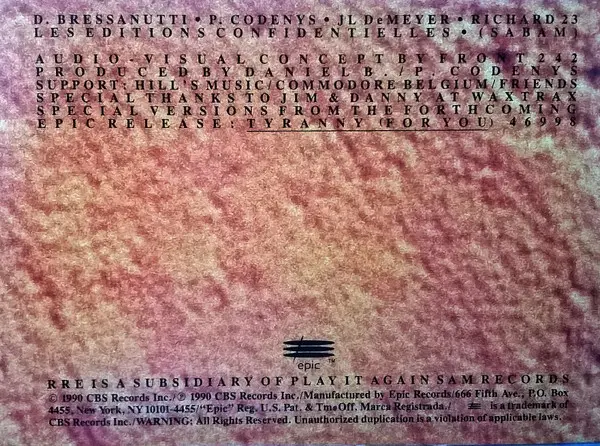 D. BRESSANUTTI • P. CODENYS • JL DeMEYER • RICHARD 23
LES EDITIONS CONFIDENTIELLES • (SABAM)
AUDIO-VISUAL CONCEPT BY FRONT 242
PRODUCED BY DANIEL B. / P. CODENYS
SUPPORT: HILL'S MUSIC/COMMODORE BELGIUM/FRIENDS
SPECIAL THANKS TO JIM & DANNY AT WAXTRAX
SPECIAL VERSIONS FROM THE FORTHCOMING
EPIC RELEASE: TYRANNY (FOR YOU) 46998
epic ™
RRE IS A SUBSIDIARY OF PLAY IT AGAIN SAM RECORDS
© 1990 CBS Records Inc./℗ 1990 CBS Records Inc./Manufactured by Epic Records/666 Fifth Ave., P.O. Box
4455, New York, NY 10101-4455/"Epic" Reg. U.S. Pat. & Tm. Off. Marca Registrada./ is a trademark of
CBS Records Inc./WARNING: All Rights Reserved. Unauthorized duplication is a violation of applicable laws.